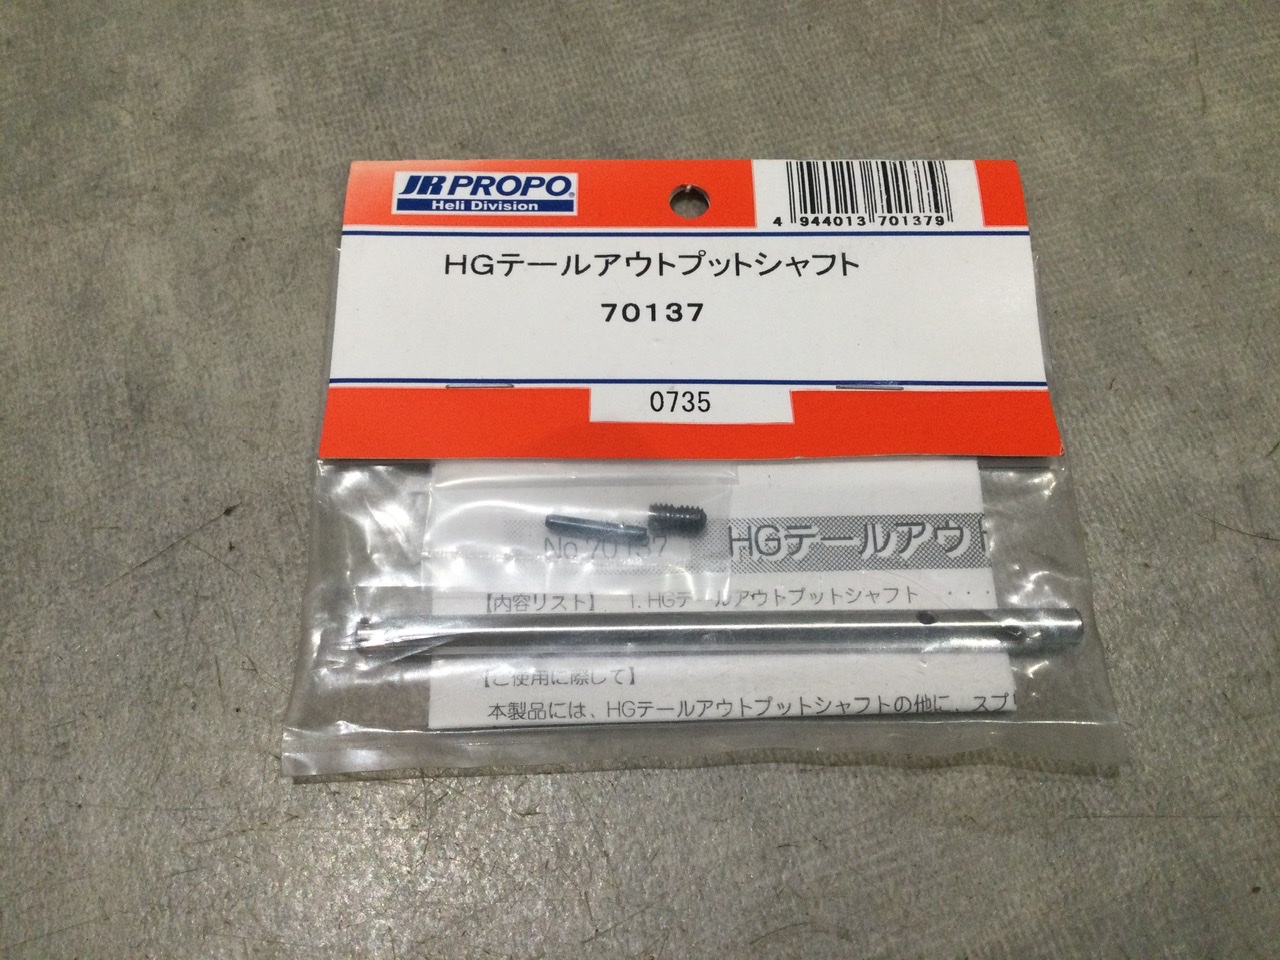 JR PROPO®
Heli Division
4 944013 701379
HGテールアウトプットシャフト
70137
0735
No.70137 HGテールアウト
【内容リスト】 1.HGテールアウトプットシャフト ・・・
【ご使用に際して】
本製品には、HGテールアウトプットシャフトの他に、スプ